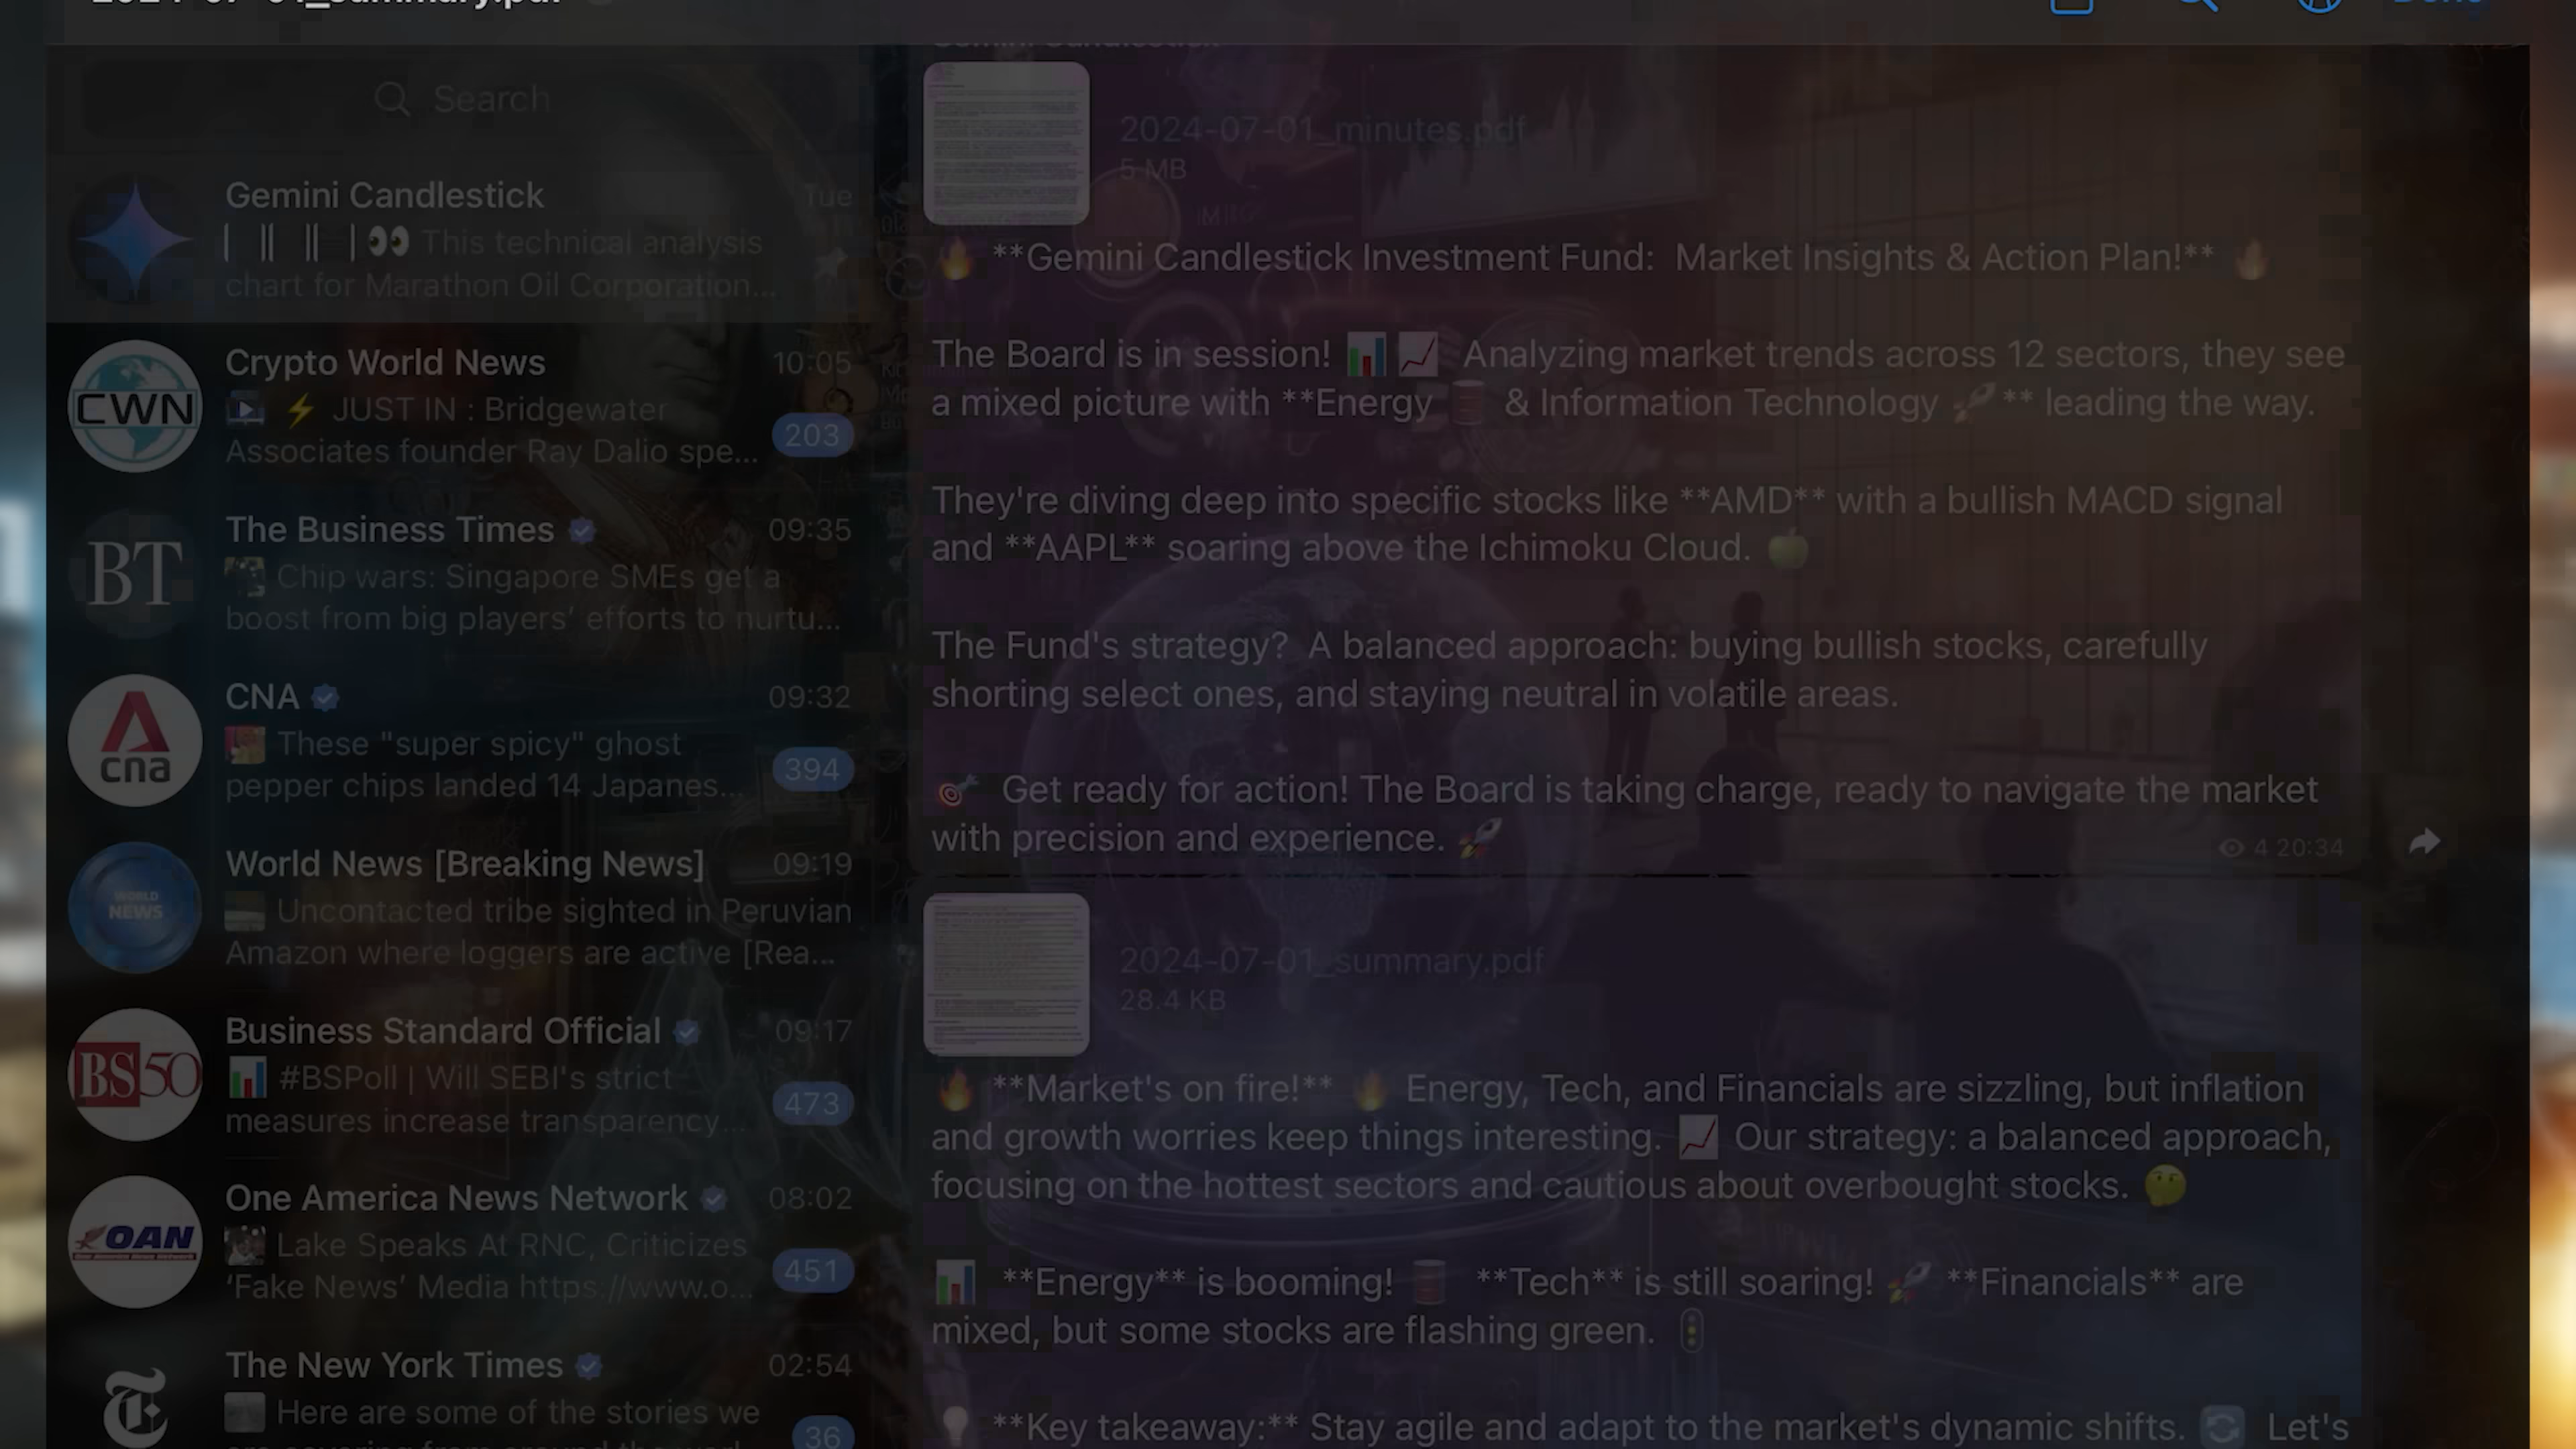 2024-07-01_summary.pdf
Done
Search
Gemini Candlestick
Tue
👀 This technical analysis
chart for Marathon Oil Corporation...
CWN
Crypto World News
10:05
⚡ JUST IN : Bridgewater
Associates founder Ray Dalio spe...
203
BT
The Business Times
09:35
Chip wars: Singapore SMEs get a
boost from big players’ efforts to nurtu...
cna
CNA
09:32
These "super spicy" ghost
pepper chips landed 14 Japanes...
394
WORLD
NEWS
World News [Breaking News]
09:19
Uncontacted tribe sighted in Peruvian
Amazon where loggers are active [Rea...
BS50
Business Standard Official
09:17
📊 #BSPoll | Will SEBI's strict
measures increase transparency...
473
OAN
One America News Network
08:02
Lake Speaks At RNC, Criticizes
‘Fake News’ Media https://www.o...
451
The New York Times
02:54
Here are some of the stories we
36
Gemini Candlestick
2024-07-01_minutes.pdf
5 MB
🔥 **Gemini Candlestick Investment Fund: Market Insights & Action Plan!** 🔥
The Board is in session! 📊📈 Analyzing market trends across 12 sectors, they see
a mixed picture with **Energy 🛢️ & Information Technology 🚀** leading the way.
They're diving deep into specific stocks like **AMD** with a bullish MACD signal
and **AAPL** soaring above the Ichimoku Cloud. 🍏
The Fund's strategy? A balanced approach: buying bullish stocks, carefully
shorting select ones, and staying neutral in volatile areas.
🎯 Get ready for action! The Board is taking charge, ready to navigate the market
with precision and experience. 🚀
4 20:34
2024-07-01_summary.pdf
28.4 KB
🔥 **Market's on fire!** 🔥 Energy, Tech, and Financials are sizzling, but inflation
and growth worries keep things interesting. 📈 Our strategy: a balanced approach,
focusing on the hottest sectors and cautious about overbought stocks. 🤔
📊 **Energy** is booming! 🛢️ **Tech** is still soaring! 🚀 **Financials** are
mixed, but some stocks are flashing green. 🚦
💡 **Key takeaway:** Stay agile and adapt to the market's dynamic shifts. 🔄 Let's